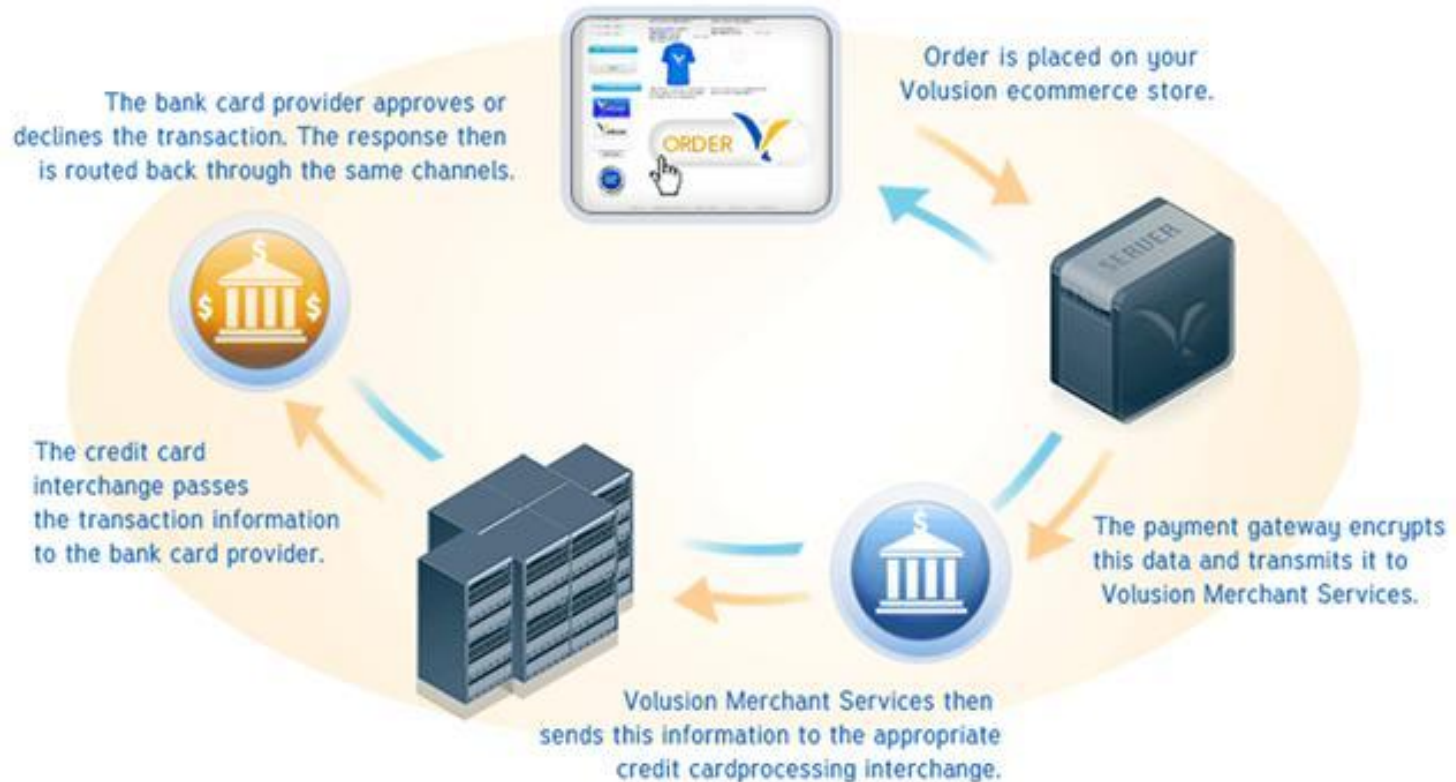 Order is placed on your
Volusion ecommerce store.
ORDER
SERVER
The payment gateway encrypts
this data and transmits it to
Volusion Merchant Services.
Volusion Merchant Services then
sends this information to the appropriate
credit cardprocessing interchange.
The credit card
interchange passes
the transaction information
to the bank card provider.
The bank card provider approves or
declines the transaction. The response then
is routed back through the same channels.
$
$
$
$